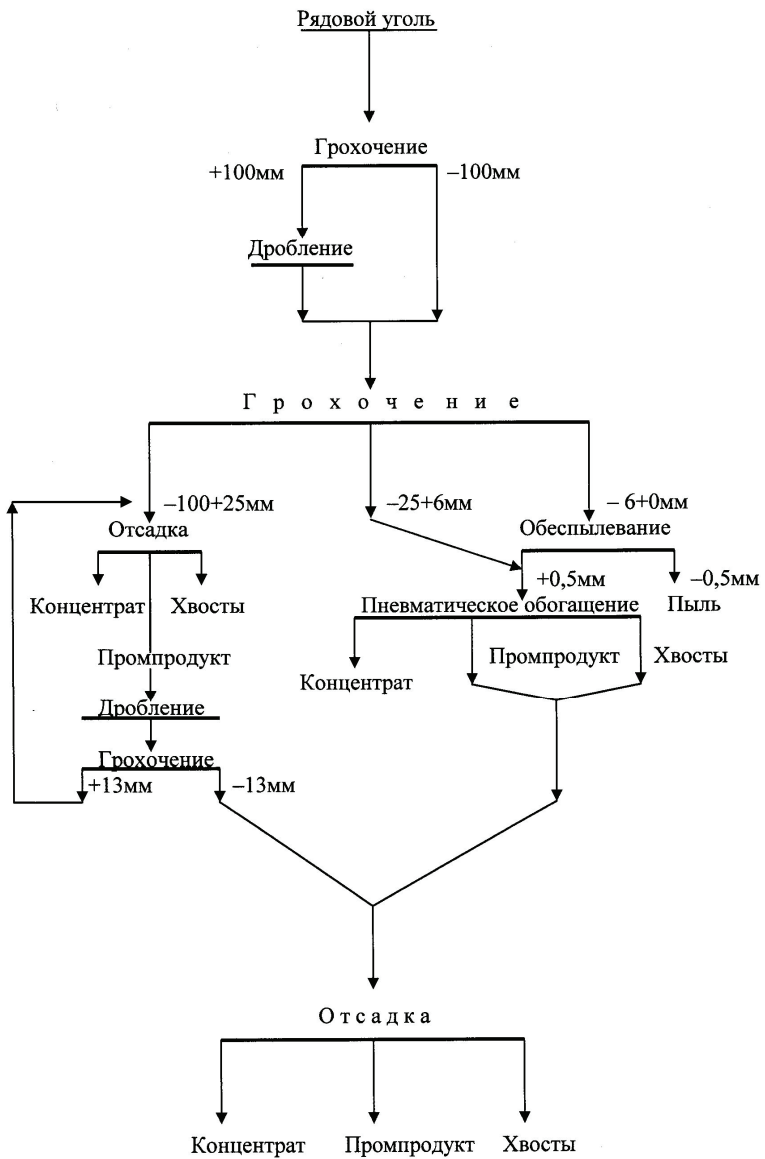 Рядовой уголь
Грохочение
+100мм
–100мм
Дробление
Г р о х о ч е н и е
–100+25мм
–25+6мм
– 6+0мм
Отсадка
Обеспылевание
+0,5мм
–0,5мм
Концентрат
Хвосты
Пневматическое обогащение
Пыль
Промпродукт
Концентрат
Промпродукт
Хвосты
Дробление
Грохочение
+13мм
–13мм
О т с а д к а
Концентрат
Промпродукт
Хвосты